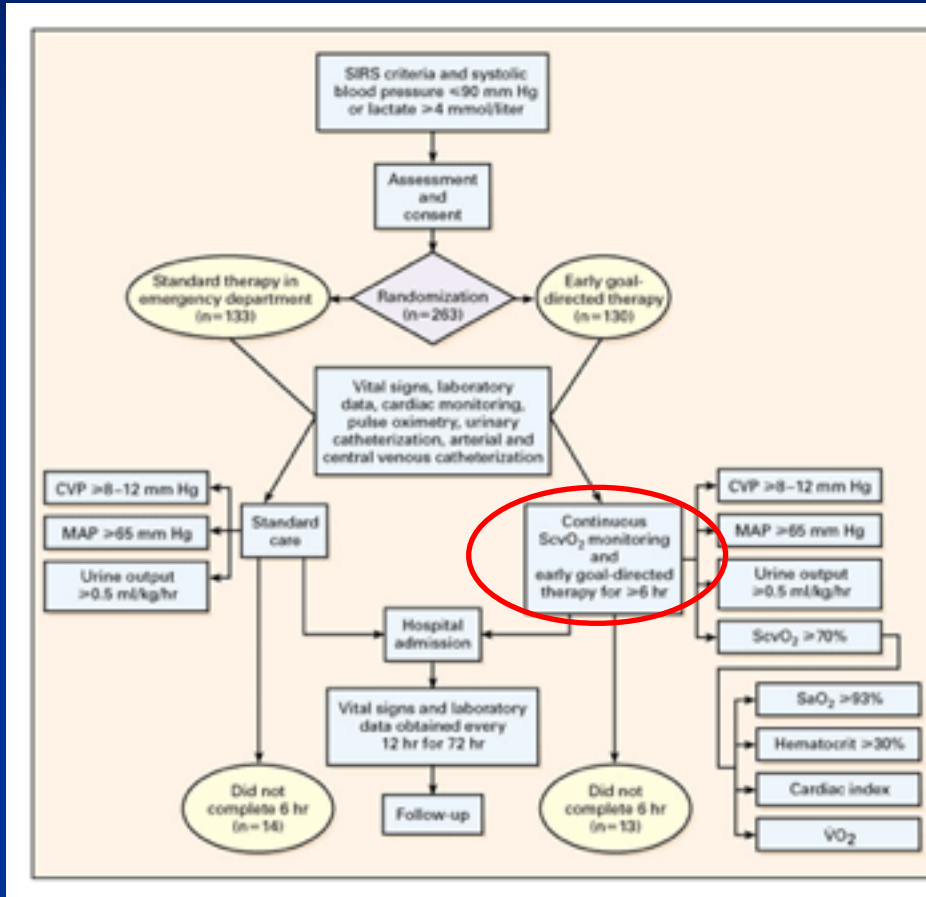 SIRS criteria and systolic
blood pressure ≤90 mm Hg
or lactate ≥4 mmol/liter
Assessment
and
consent
Standard therapy in
emergency department
(n=133)
Randomization
(n=263)
Early goal-
directed therapy
(n=130)
Vital signs, laboratory
data, cardiac monitoring,
pulse oximetry, urinary
catheterization, arterial and
central venous catheterization
CVP ≥8–12 mm Hg
MAP ≥65 mm Hg
Urine output
≥0.5 ml/kg/hr
Standard
care
Continuous
ScvO₂ monitoring
and
early goal-directed
therapy for ≥6 hr
CVP ≥8–12 mm Hg
MAP ≥65 mm Hg
Urine output
≥0.5 ml/kg/hr
ScvO₂ ≥70%
SaO₂ ≥93%
Hematocrit ≥30%
Cardiac index
V̇O₂
Hospital
admission
Vital signs and laboratory
data obtained every
12 hr for 72 hr
Did not
complete 6 hr
(n=14)
Follow-up
Did not
complete 6 hr
(n=13)